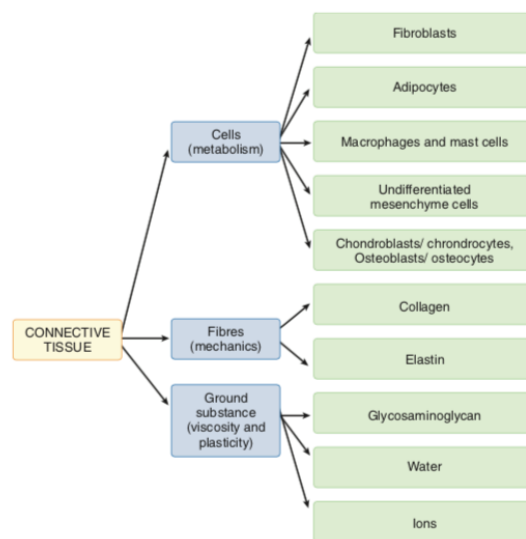 Fibroblasts
Adipocytes
Cells
(metabolism)
Macrophages and mast cells
Undifferentiated
mesenchyme cells
Chondroblasts/ chrondrocytes,
Osteoblasts/ osteocytes
CONNECTIVE
TISSUE
Fibres
(mechanics)
Collagen
Elastin
Ground
substance
(viscosity and
plasticity)
Glycosaminoglycan
Water
Ions